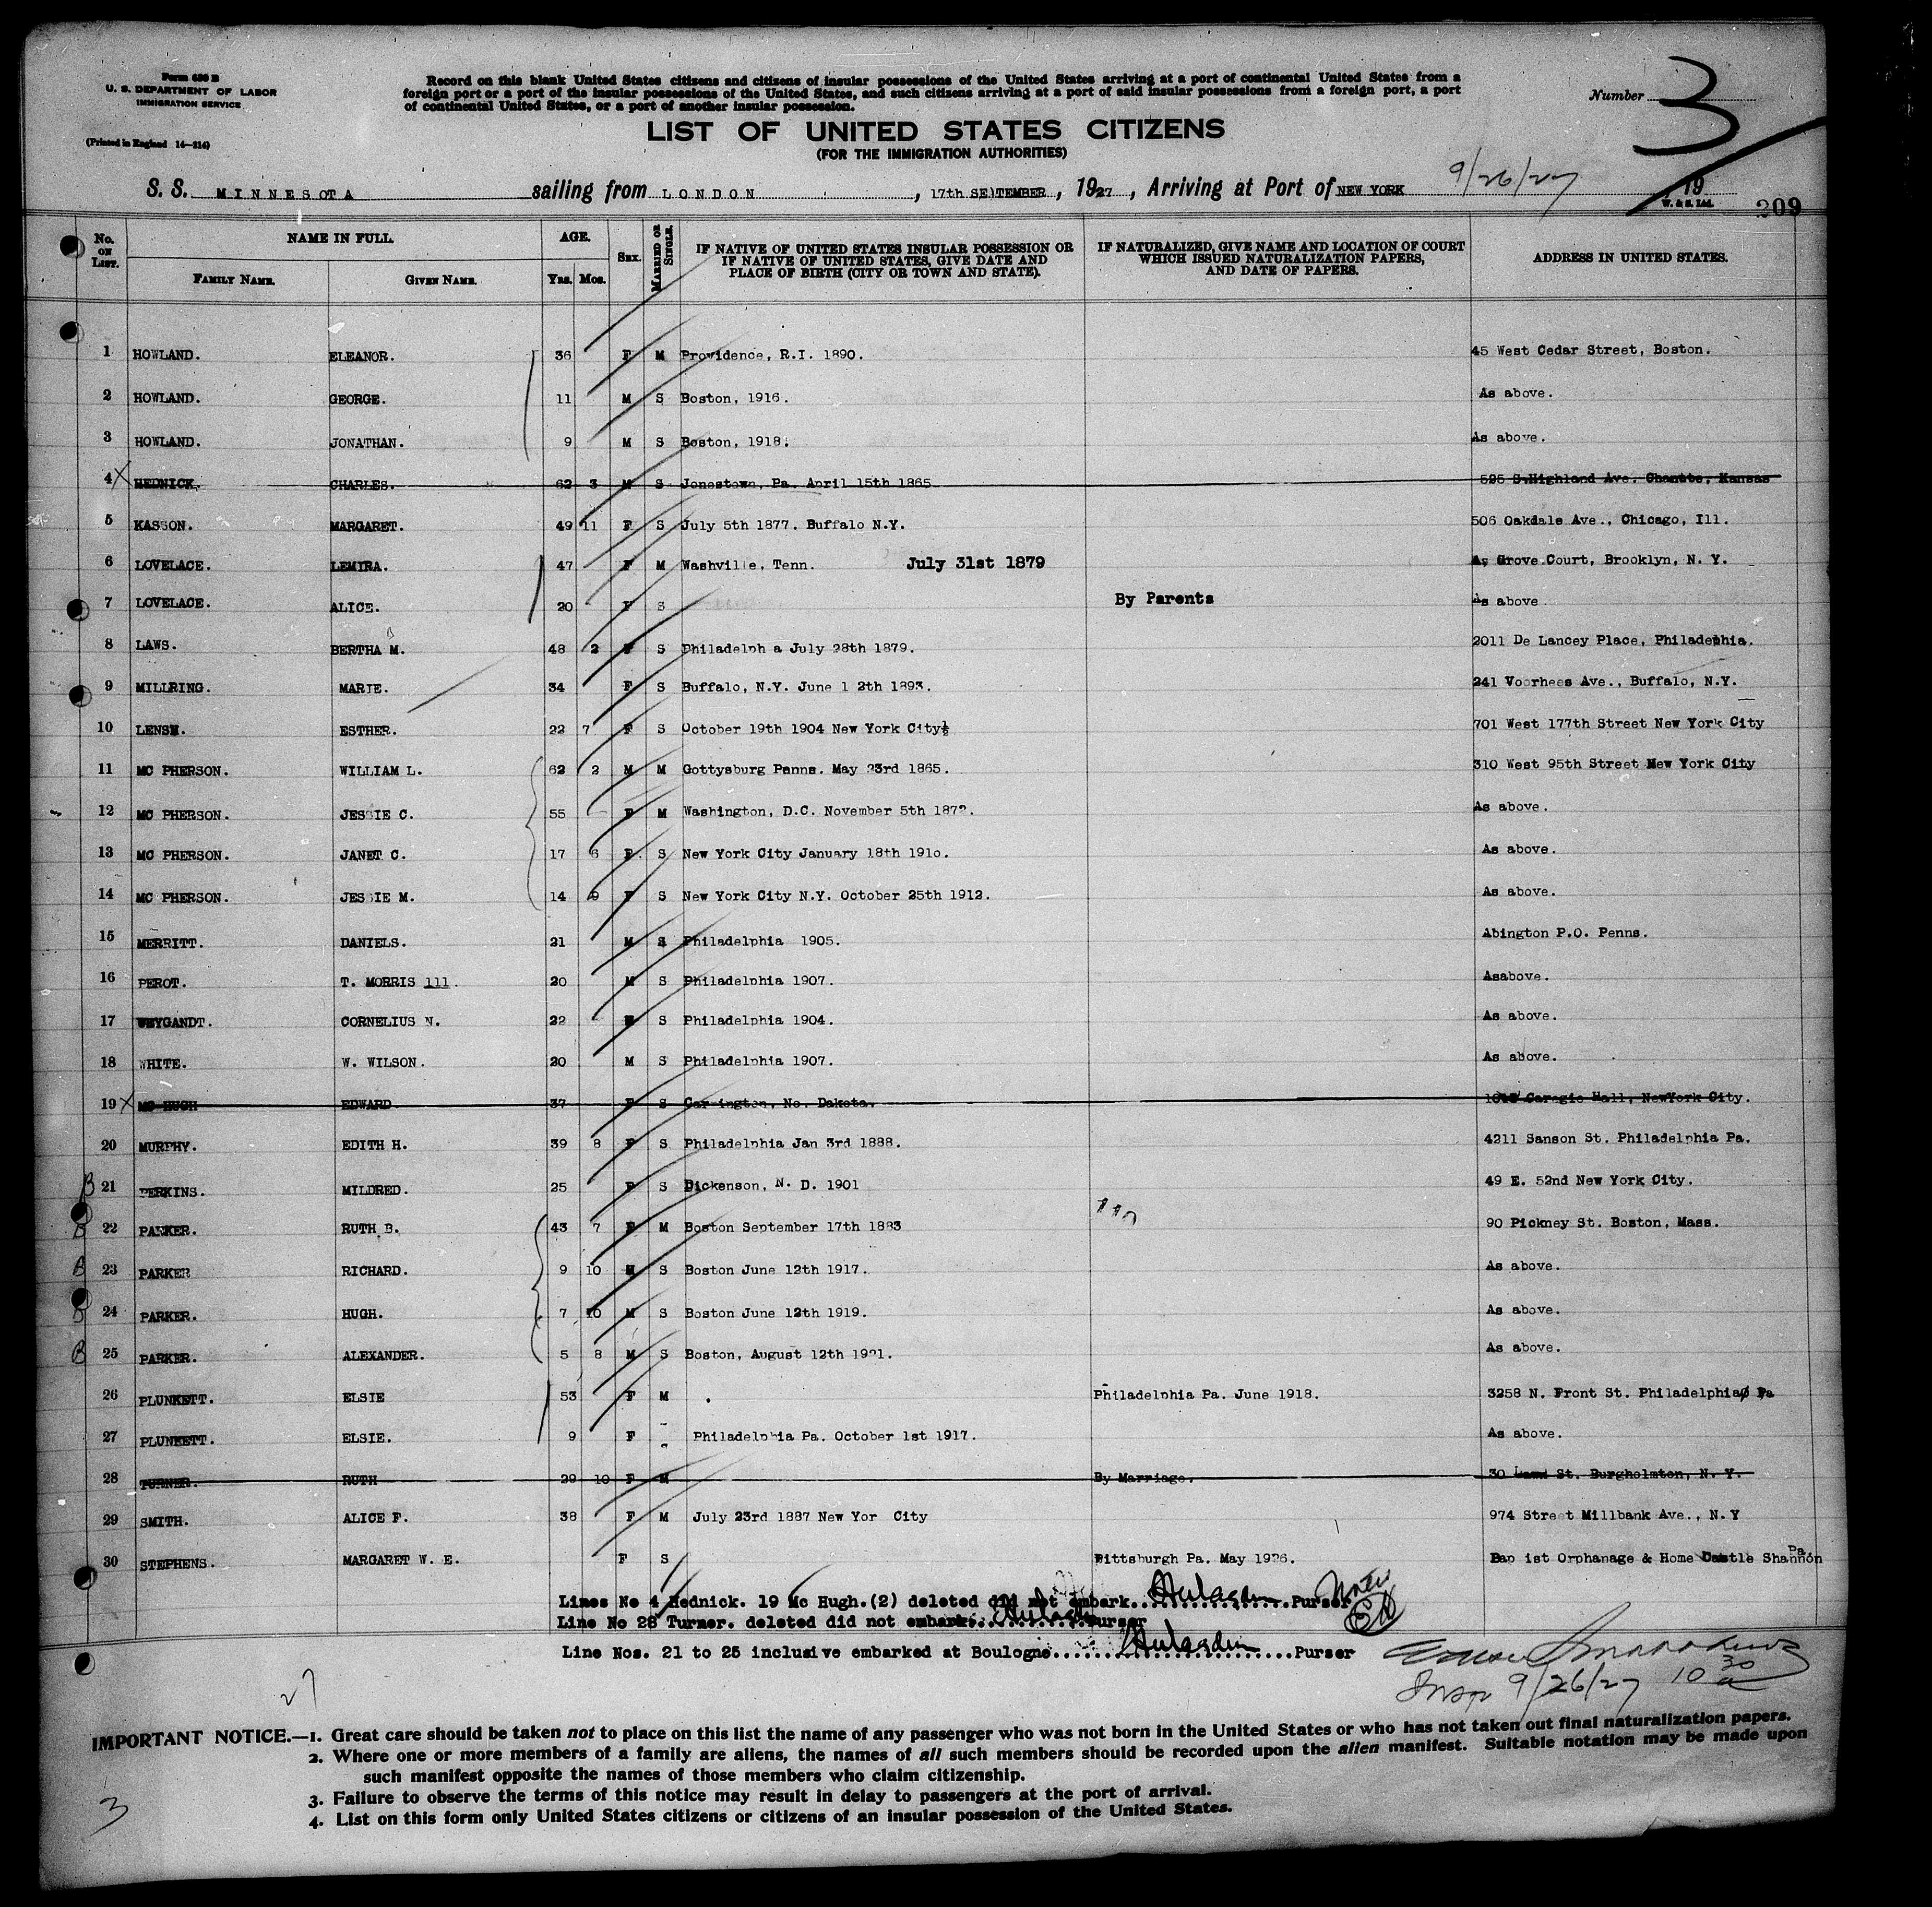 Form 630 B
U. S. DEPARTMENT OF LABOR
IMMIGRATION SERVICE
(Printed in England 14—214)
Record on this blank United States citizens and citizens of insular possessions of the United States arriving at a port of continental United States from a
foreign port or a port of the insular possessions of the United States, and such citizens arriving at a port of said insular possessions from a foreign port, a port
of continental United States, or a port of another insular possession.
Number 3
LIST OF UNITED STATES CITIZENS
(FOR THE IMMIGRATION AUTHORITIES)
S. S. MINNESOTA sailing from LONDON, 17th SEPTEMBER, 1927, Arriving at Port of NEW YORK 9/26/27 19
W. & S. Ltd.
209
No. ON LIST. NAME IN FULL. AGE. SEX. MARRIED OR SINGLE. IF NATIVE OF UNITED STATES INSULAR POSSESSION OR IF NATIVE OF UNITED STATES, GIVE DATE AND PLACE OF BIRTH (CITY OR TOWN AND STATE). IF NATURALIZED, GIVE NAME AND LOCATION OF COURT WHICH ISSUED NATURALIZATION PAPERS, AND DATE OF PAPERS. ADDRESS IN UNITED STATES.
FAMILY NAME. GIVEN NAME. Yrs. Mos.
1 HOWLAND. ELEANOR. 36 F M Providence, R.I. 1890. 45 West Cedar Street, Boston.
2 HOWLAND. GEORGE. 11 M S Boston, 1916. As above.
3 HOWLAND. JONATHAN. 9 M S Boston, 1918. As above.
4 X HEDNICK. CHARLES. 62 3 M S Jonestown, Pa. April 15th 1865 595 S.Highland Ave. Chanute, Kansas
5 KASSON. MARGARET. 49 11 F S July 5th 1877. Buffalo N.Y. 506 Oakdale Ave., Chicago, Ill.
6 LOVELACE. LEMIRA. 47 F M Washville, Tenn. July 31st 1879 Grove Court, Brooklyn, N. Y.
7 LOVELACE. ALICE. 20 F S By Parents As above
8 LAWS. BERTHA M. 48 2 F S Philadelph a July 28th 1879. 2011 De Lancey Place, Philadephia.
9 MILLRING. MARIE. 34 F S Buffalo, N.Y. June 1 2th 1893. 241 Voorhees Ave., Buffalo, N.Y.
10 ESTHER. 22 7 F S October 19th 1904 New York City 701 West 177th Street New York City
11 MC PHERSON. WILLIAM L. 62 2 M M Gottysburg Penns. May 23rd 1865. 310 West 95th Street New York City
12 MC PHERSON. JESSIE C. 55 F M Washington, D.C. November 5th 1872. As above.
13 MC PHERSON. JANET C. 17 6 F. S New York City January 18th 1910. As above.
14 MC PHERSON. JESSIE M. 14 9 F S New York City N.Y. October 25th 1912. As above.
15 MERRITT. DANIELS. 21 M S Philadelphia 1905. Abington P.O. Penns.
16 PEROT. T. MORRIS 111. 20 M S Philadelphia 1907. Asabove.
17 WEYGANDT. CORNELIUS N. 22 M S Philadelphia 1904. As above.
18 WHITE. W. WILSON. 20 M S Philadelphia 1907. As above.
19 X MC HUGH EDWARD 37 S Carrington, No. Dakota. Caregie Hall, NewYork City.
20 MURPHY. EDITH H. 39 8 F S Philadelphia Jan 3rd 1888. 4211 Sanson St. Philadelphia Pa.
B 21 PERKINS. MILDRED. 25 F S Dickenson, N. D. 1901 49 E. 52nd New York City.
B 22 PARKER. RUTH B. 43 7 F M Boston September 17th 1883 90 Pickney St. Boston, Mass.
B 23 PARKER RICHARD. 9 10 M S Boston June 12th 1917. As above.
B 24 PARKER. HUGH. 7 10 M S Boston June 12th 1919. As above.
B 25 PARKER. ALEXANDER. 5 8 M S Boston, August 12th 1921. As above.
26 PLUNKETT. ELSIE 53 F M Philadelphia Pa. June 1918. 3258 N. Front St. Philadelphia Pa
27 PLUNKETT. ELSIE. 9 F Philadelphia Pa. October 1st 1917. As above.
28 TURNER. RUTH 29 10 F M By Marriage. 30 St. Burgholmton, N. Y.
29 SMITH. ALICE F. 38 F M July 23rd 1887 New Yor City 974 Street Millbank Ave., N.Y
30 STEPHENS. MARGARET W. E. F S Pittsburgh Pa. May 1926. Bap ist Orphanage & Home Castle Shannon Pa
Lines No 4 Hednick. 19 Mc Hugh.(2) deleted did not embark................Purser
Line No 28 Turner. deleted did not embark.............Purser
Line Nos. 21 to 25 inclusive embarked at Boulogne........................Purser
Insp 9/26/27 10 30 a
27
IMPORTANT NOTICE.—1. Great care should be taken not to place on this list the name of any passenger who was not born in the United States or who has not taken out final naturalization papers.
2. Where one or more members of a family are aliens, the names of all such members should be recorded upon the alien manifest. Suitable notation may be made upon
such manifest opposite the names of those members who claim citizenship.
3. Failure to observe the terms of this notice may result in delay to passengers at the port of arrival.
4. List on this form only United States citizens or citizens of an insular possession of the United States.
3